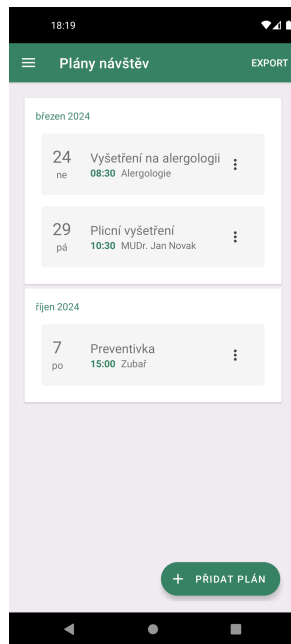 18:19
Plány návštěv
EXPORT
březen 2024
24
ne
Vyšetření na alergologii
08:30 Alergologie
29
pá
Plicní vyšetření
10:30 MUDr. Jan Novak
říjen 2024
7
po
Preventivka
15:00 Zubař
+ PŘIDAT PLÁN